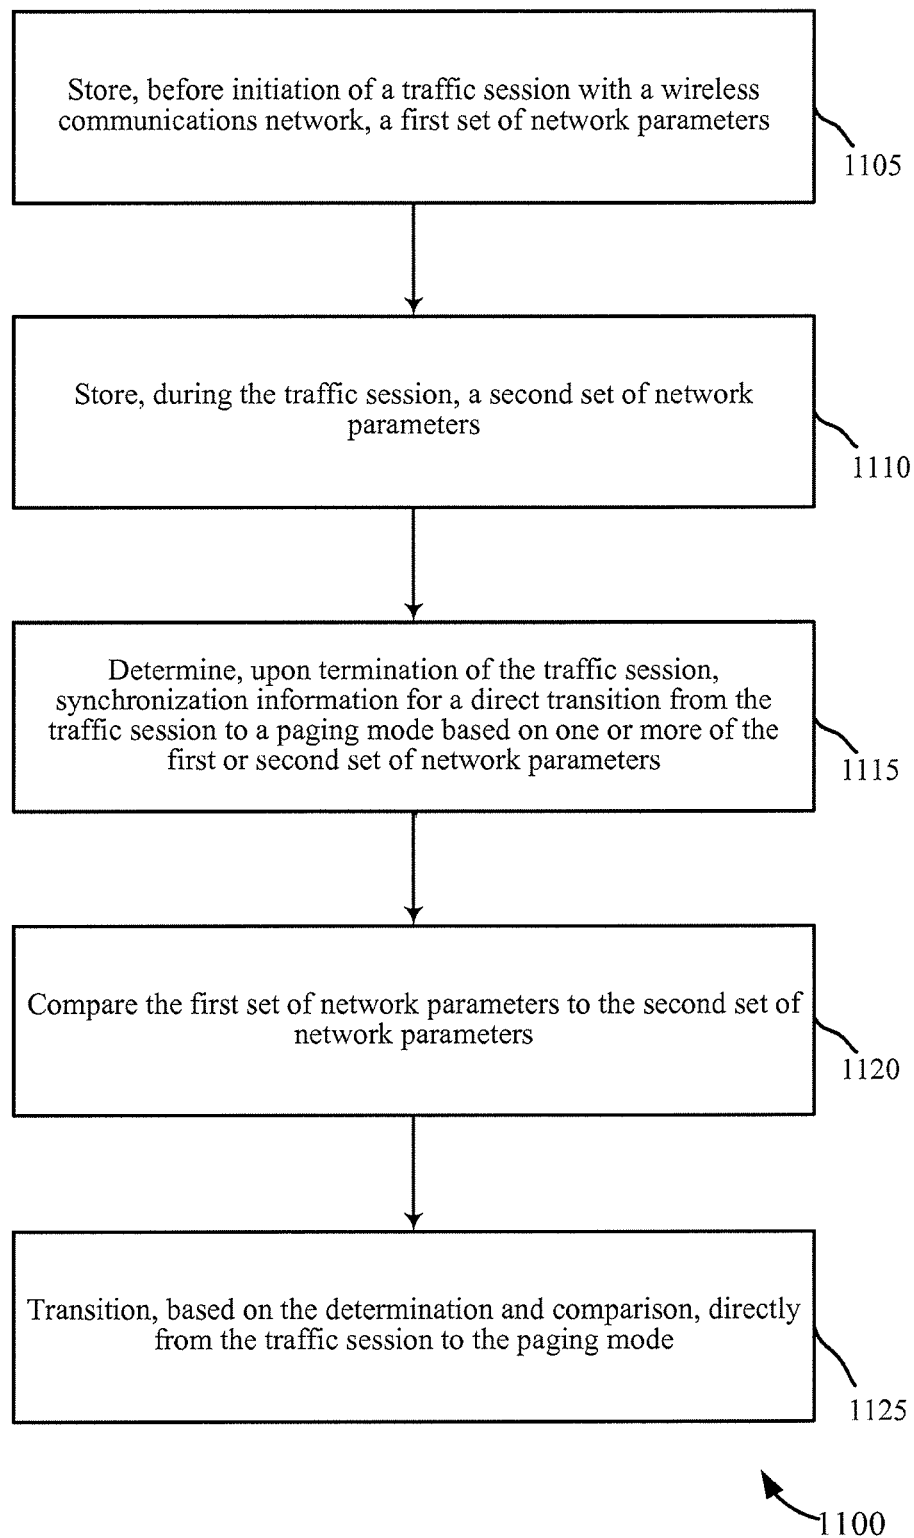 Store, before initiation of a traffic session with a wireless
communications network, a first set of network parameters
1105
Store, during the traffic session, a second set of network
parameters
1110
Determine, upon termination of the traffic session,
synchronization information for a direct transition from the
traffic session to a paging mode based on one or more of the
first or second set of network parameters
1115
Compare the first set of network parameters to the second set of
network parameters
1120
Transition, based on the determination and comparison, directly
from the traffic session to the paging mode
1125
1100